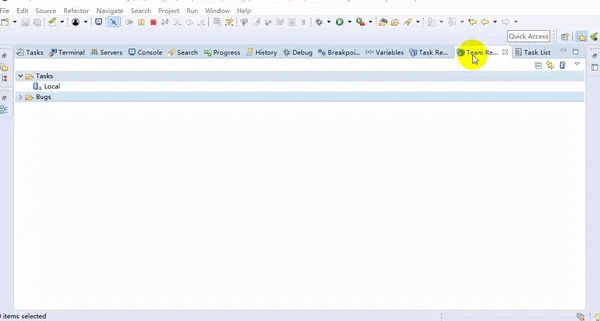 File Edit Source Refactor Navigate Search Project Run Window Help
Quick Access
Tasks Terminal Servers Console Search Progress History Debug Breakpoi... Variables Task Re... Team Re... Task List
Tasks
Local
Bugs
0 items selected